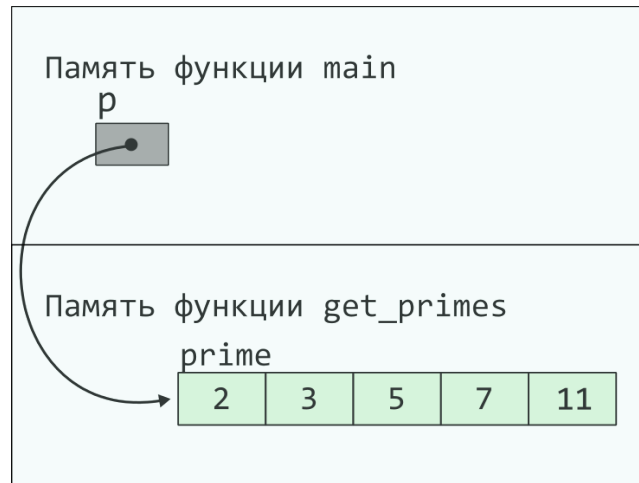 Память функции main
p
Память функции get_primes
prime
2 3 5 7 11